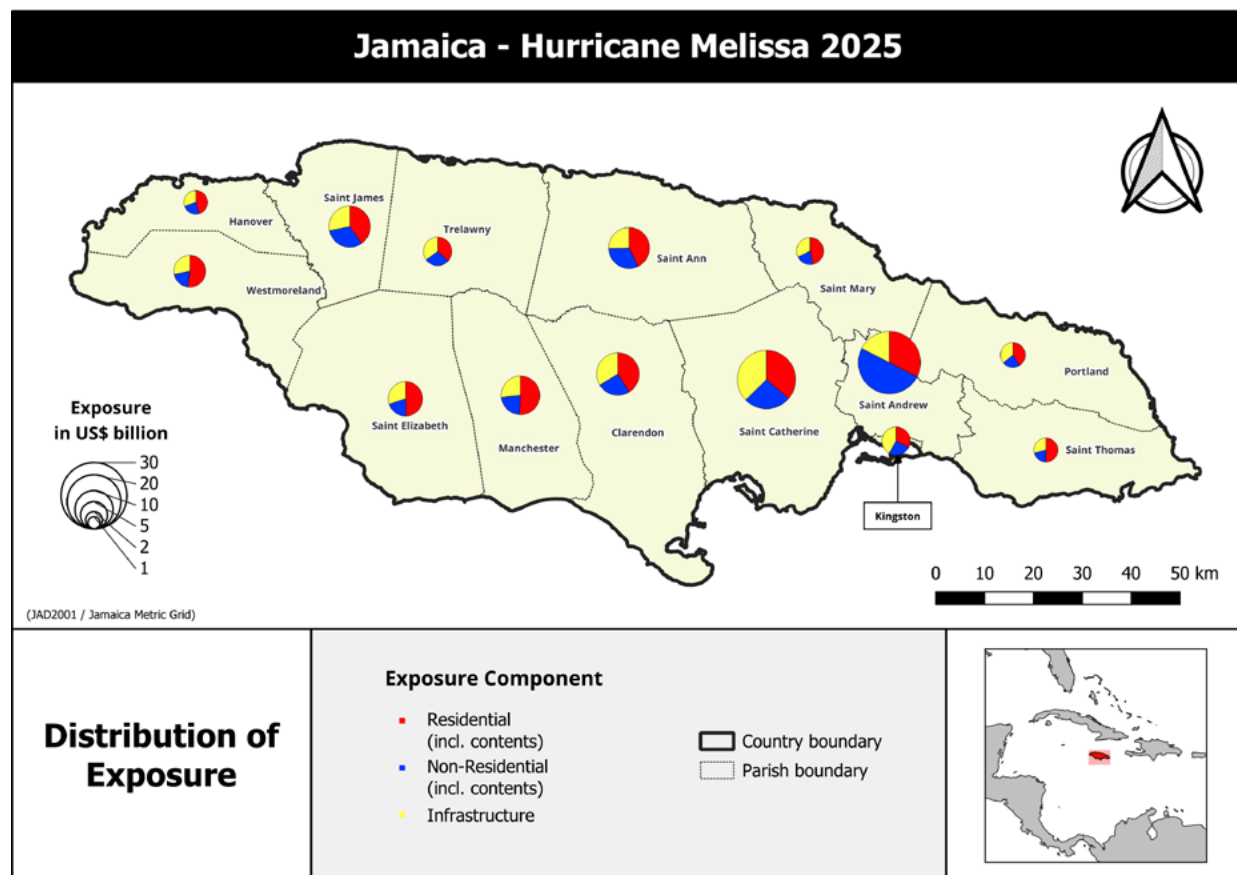 Jamaica - Hurricane Melissa 2025
Saint James
Hanover
Trelawny
Saint Ann
Westmoreland
Saint Mary
Portland
Saint Andrew
Saint Elizabeth
Manchester
Clarendon
Saint Catherine
Saint Thomas
Kingston
Exposure
in US$ billion
30
20
10
5
2
1
0 10 20 30 40 50 km
(JAD2001 / Jamaica Metric Grid)
Distribution of
Exposure
Exposure Component
Residential
(incl. contents)
Non-Residential
(incl. contents)
Infrastructure
Country boundary
Parish boundary